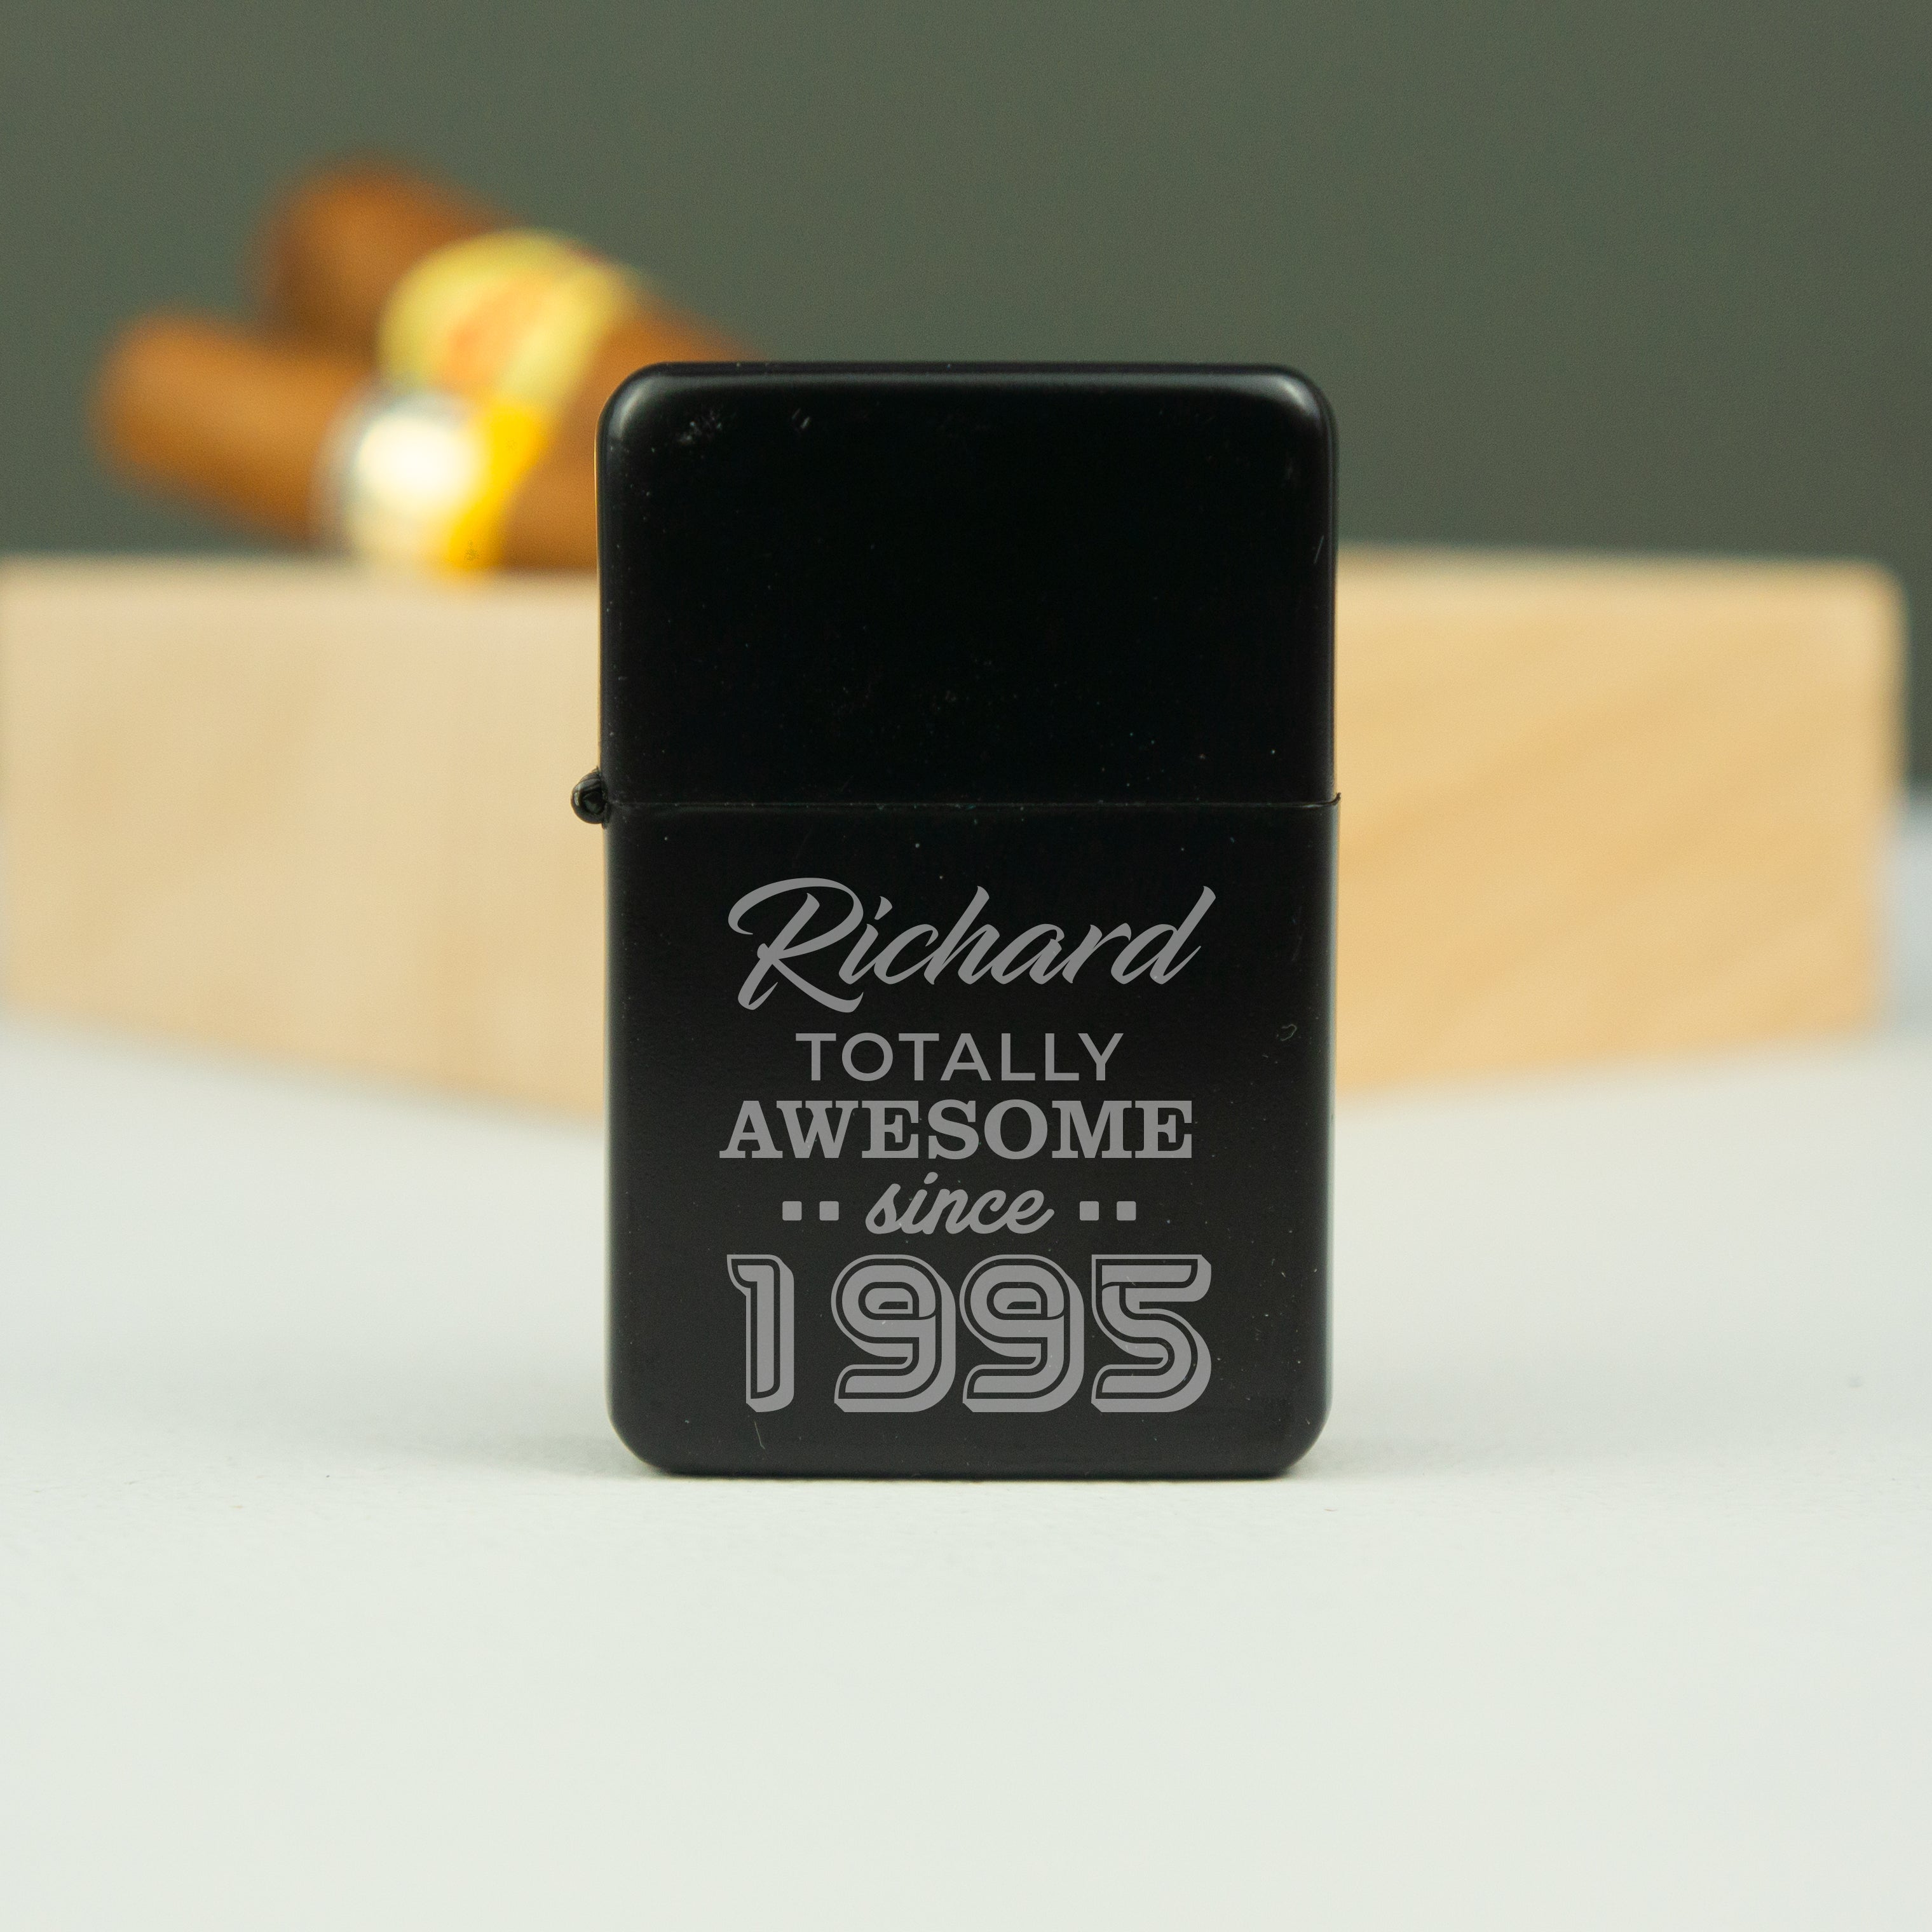 Richard
TOTALLY
AWESOME
since
1995